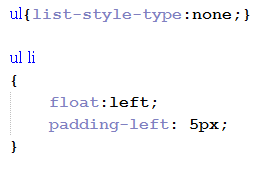 ul{list-style-type:none;}
ul li
{
float:left;
padding-left: 5px;
}